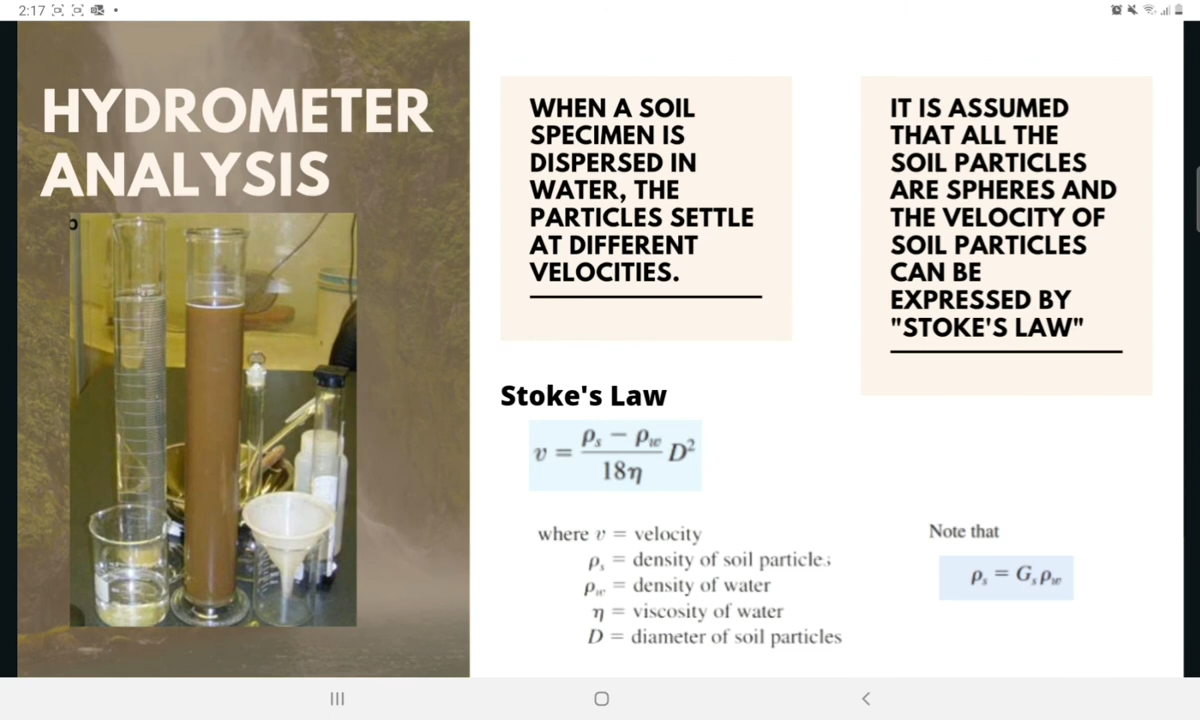 2:17
HYDROMETER
ANALYSIS
WHEN A SOIL
SPECIMEN IS
DISPERSED IN
WATER, THE
PARTICLES SETTLE
AT DIFFERENT
VELOCITIES.
IT IS ASSUMED
THAT ALL THE
SOIL PARTICLES
ARE SPHERES AND
THE VELOCITY OF
SOIL PARTICLES
CAN BE
EXPRESSED BY
"STOKE'S LAW"
Stoke's Law
v = (ρs − ρw) / 18η D²
where v = velocity
ρs = density of soil particles
ρw = density of water
η = viscosity of water
D = diameter of soil particles
Note that
ρs = Gsρw